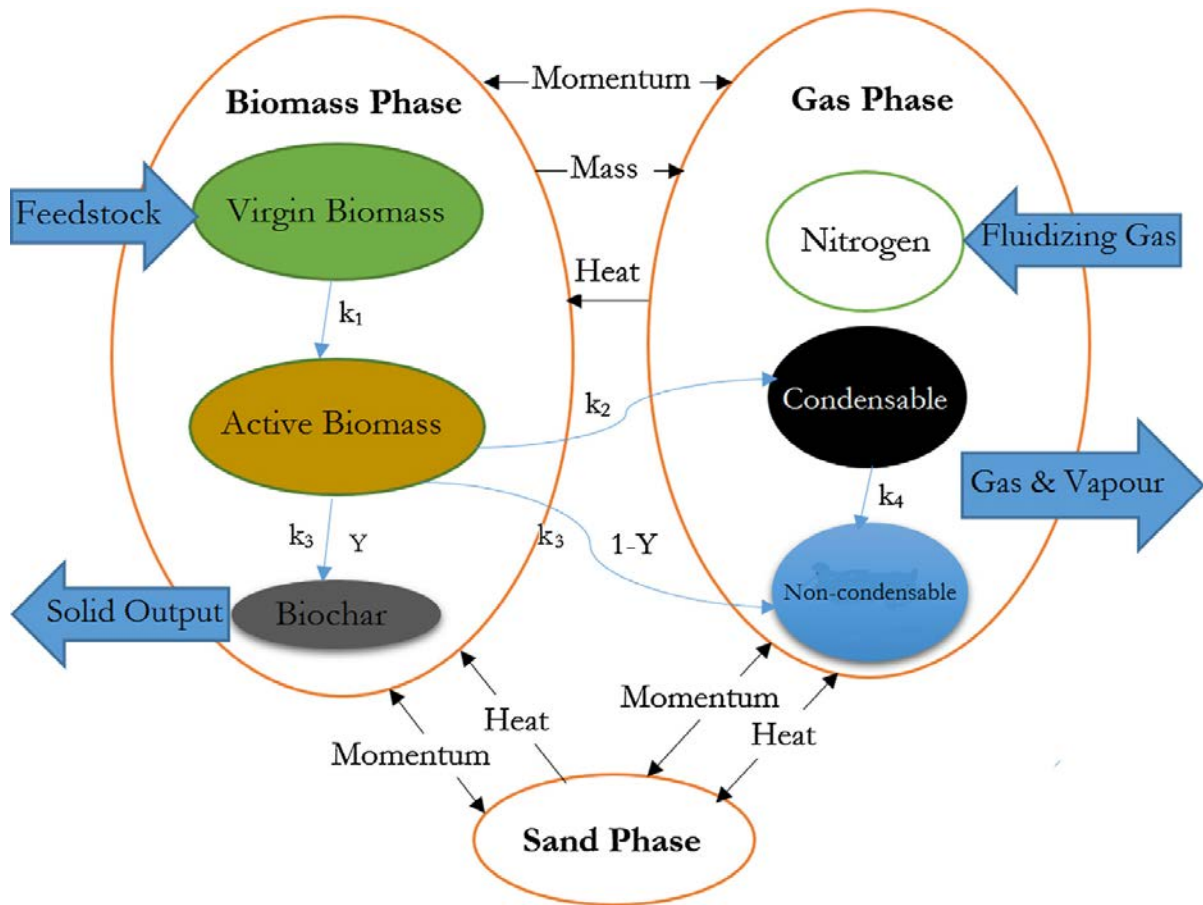 Momentum
Biomass Phase
Gas Phase
Mass
Feedstock
Virgin Biomass
Nitrogen
Fluidizing Gas
Heat
k₁
Condensable
k₂
Active Biomass
Gas & Vapour
k₄
k₃
Y
k₃
1-Y
Non-condensable
Solid Output
Biochar
Momentum
Heat
Heat
Momentum
Sand Phase